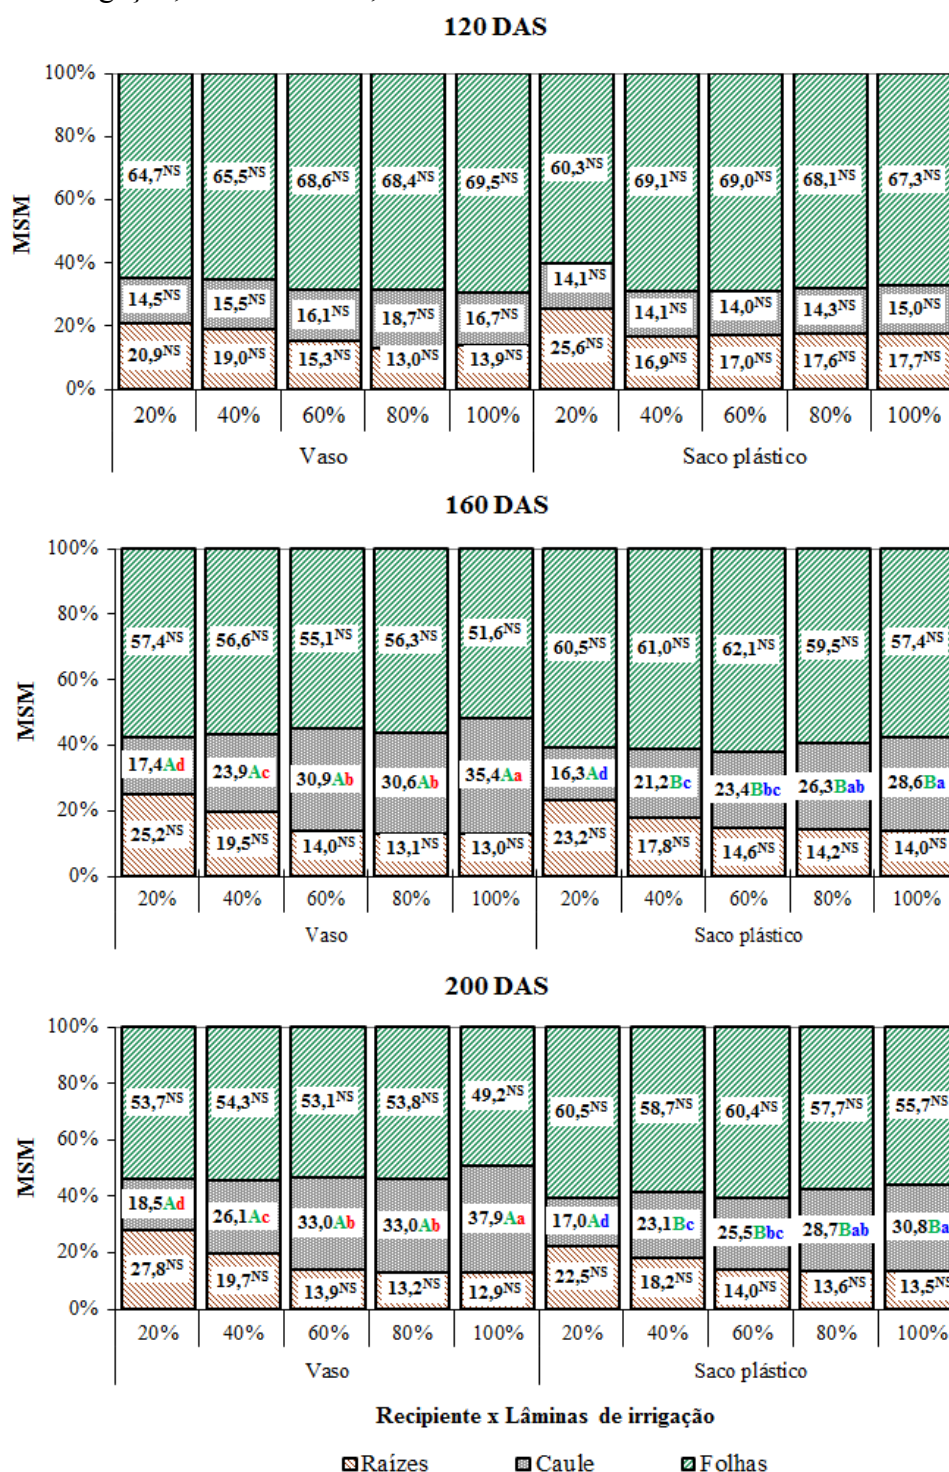 120 DAS
100%
80%
60%
40%
20%
0%
MSM
64,7NS 65,5NS 68,6NS 68,4NS 69,5NS 60,3NS 69,1NS 69,0NS 68,1NS 67,3NS
14,5NS 15,5NS 16,1NS 18,7NS 16,7NS 14,1NS 14,1NS 14,0NS 14,3NS 15,0NS
20,9NS 19,0NS 15,3NS 13,0NS 13,9NS 25,6NS 16,9NS 17,0NS 17,6NS 17,7NS
20% 40% 60% 80% 100% 20% 40% 60% 80% 100%
Vaso Saco plástico
160 DAS
100%
80%
60%
40%
20%
0%
MSM
57,4NS 56,6NS 55,1NS 56,3NS 51,6NS 60,5NS 61,0NS 62,1NS 59,5NS 57,4NS
17,4Ad 23,9Ac 30,9Ab 30,6Ab 35,4Aa 16,3Ad 21,2Bc 23,4Bbc 26,3Bab 28,6Ba
25,2NS 19,5NS 14,0NS 13,1NS 13,0NS 23,2NS 17,8NS 14,6NS 14,2NS 14,0NS
20% 40% 60% 80% 100% 20% 40% 60% 80% 100%
Vaso Saco plástico
200 DAS
100%
80%
60%
40%
20%
0%
MSM
53,7NS 54,3NS 53,1NS 53,8NS 49,2NS 60,5NS 58,7NS 60,4NS 57,7NS 55,7NS
18,5Ad 26,1Ac 33,0Ab 33,0Ab 37,9Aa 17,0Ad 23,1Bc 25,5Bbc 28,7Bab 30,8Ba
27,8NS 19,7NS 13,9NS 13,2NS 12,9NS 22,5NS 18,2NS 14,0NS 13,6NS 13,5NS
20% 40% 60% 80% 100% 20% 40% 60% 80% 100%
Vaso Saco plástico
Recipiente x Lâminas de irrigação
Raízes Caule Folhas